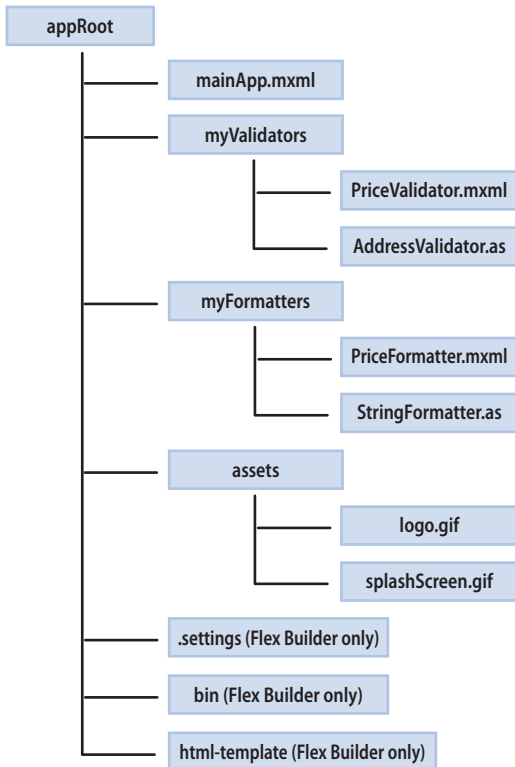 appRoot
mainApp.mxml
myValidators
PriceValidator.mxml
AddressValidator.as
myFormatters
PriceFormatter.mxml
StringFormatter.as
assets
logo.gif
splashScreen.gif
.settings (Flex Builder only)
bin (Flex Builder only)
html-template (Flex Builder only)